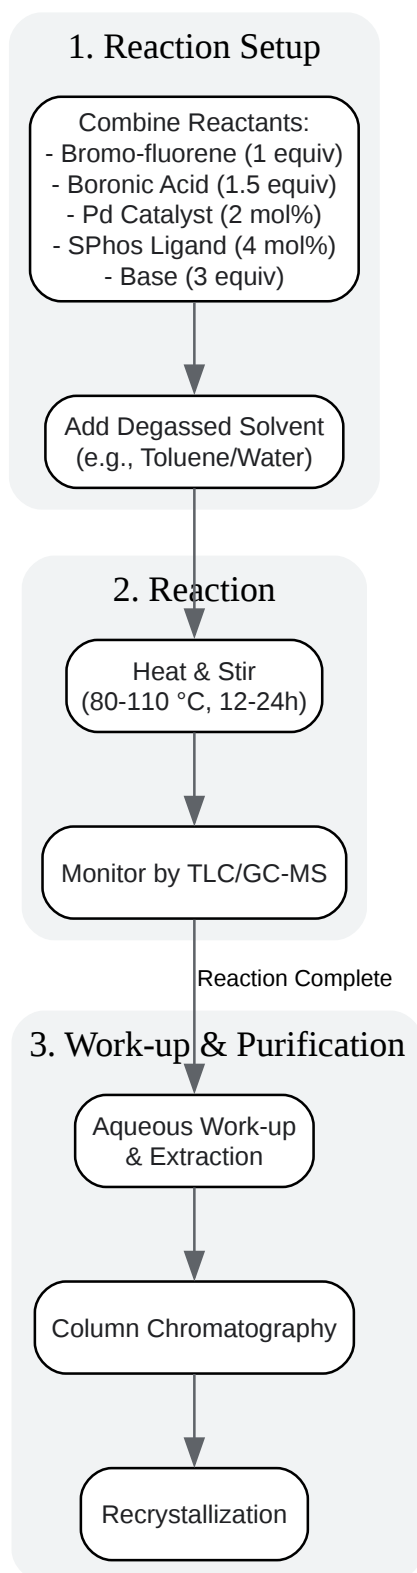 1. Reaction Setup
Combine Reactants:
- Bromo-fluorene (1 equiv)
- Boronic Acid (1.5 equiv)
- Pd Catalyst (2 mol%)
- SPhos Ligand (4 mol%)
- Base (3 equiv)
Add Degassed Solvent
(e.g., Toluene/Water)
2. Reaction
Heat & Stir
(80-110 °C, 12-24h)
Monitor by TLC/GC-MS
Reaction Complete
3. Work-up & Purification
Aqueous Work-up
& Extraction
Column Chromatography
Recrystallization